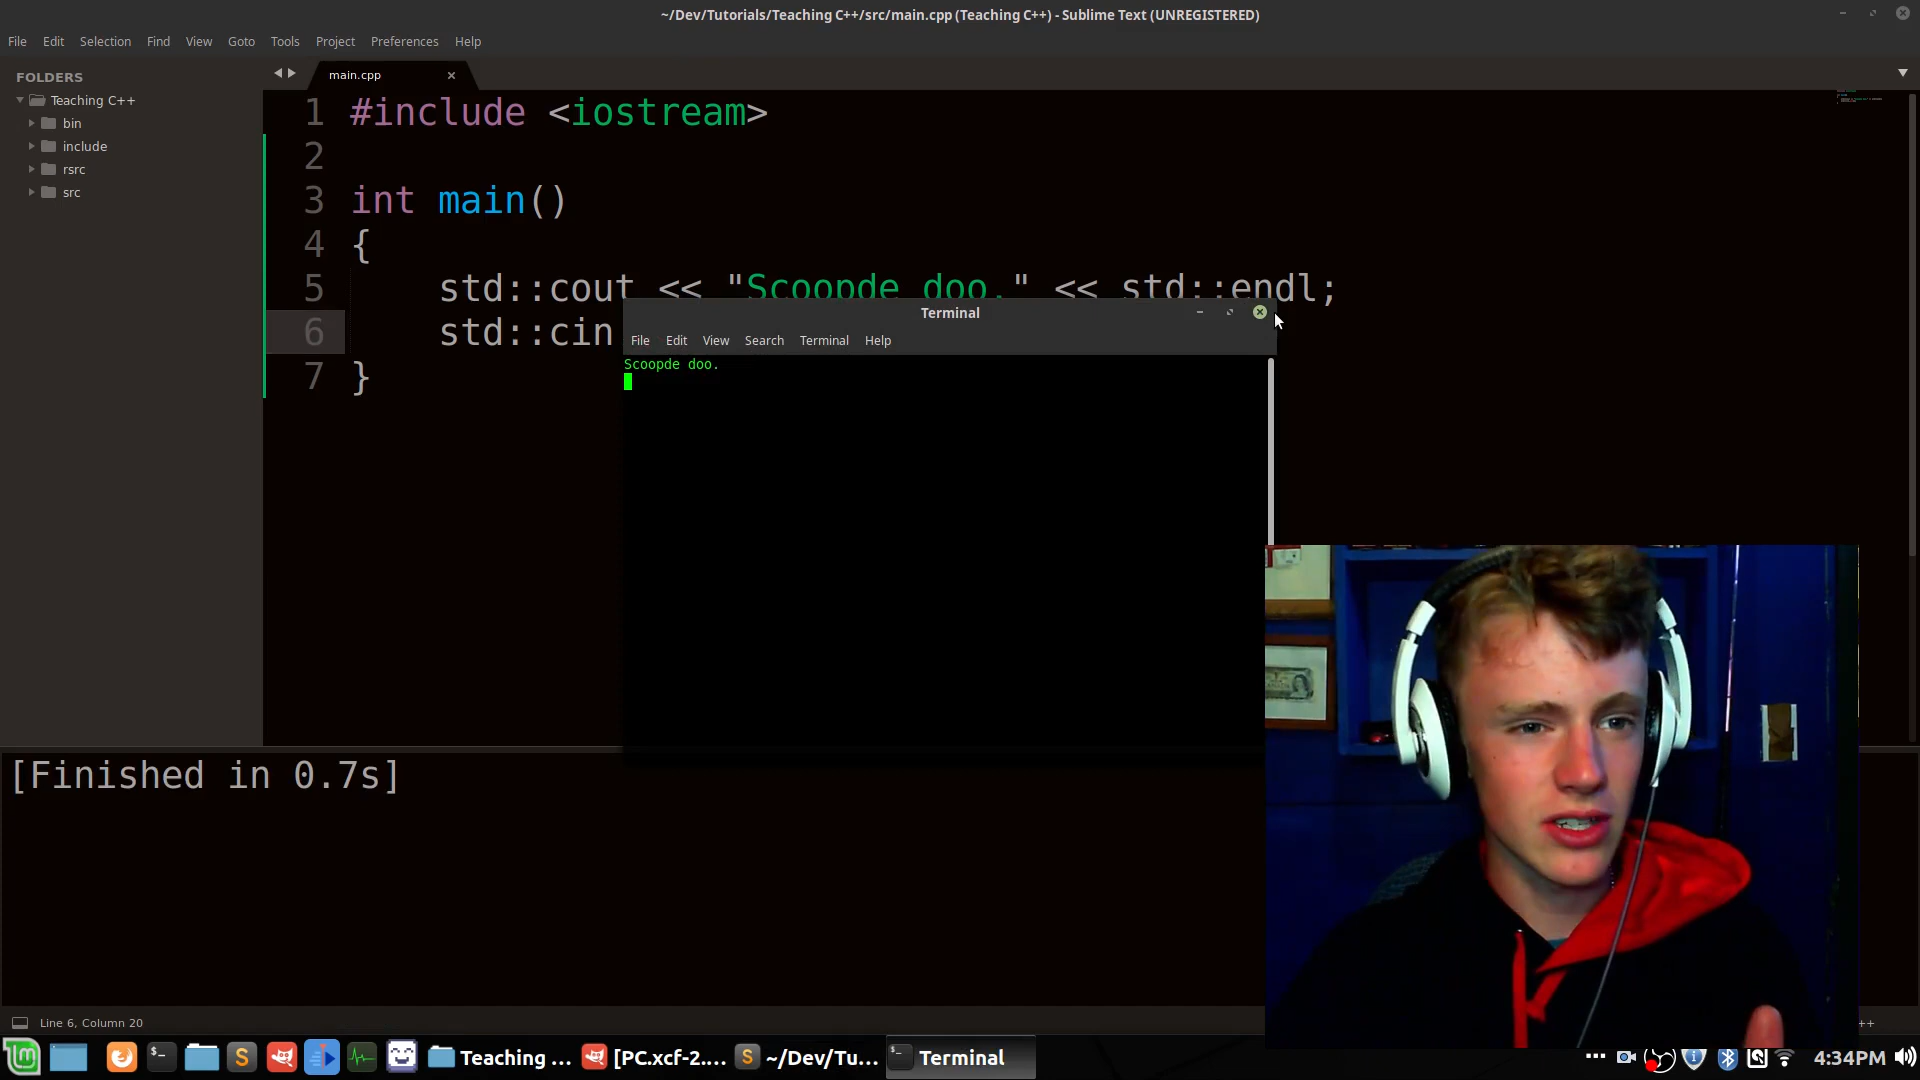 ~/Dev/Tutorials/Teaching C++/src/main.cpp (Teaching C++) - Sublime Text (UNREGISTERED)
File Edit Selection Find View Goto Tools Project Preferences Help
FOLDERS
Teaching C++
bin
include
rsrc
src
main.cpp
1 #include <iostream>
2
3 int main()
4 {
5 std::cout << "Scoopde doo." << std::endl;
6 std::cin
7 }
Terminal
File Edit View Search Terminal Help
Scoopde doo.
[Finished in 0.7s]
Line 6, Column 20
++
Teaching ... [PC.xcf-2.... ~/Dev/Tu... Terminal
4:34PM